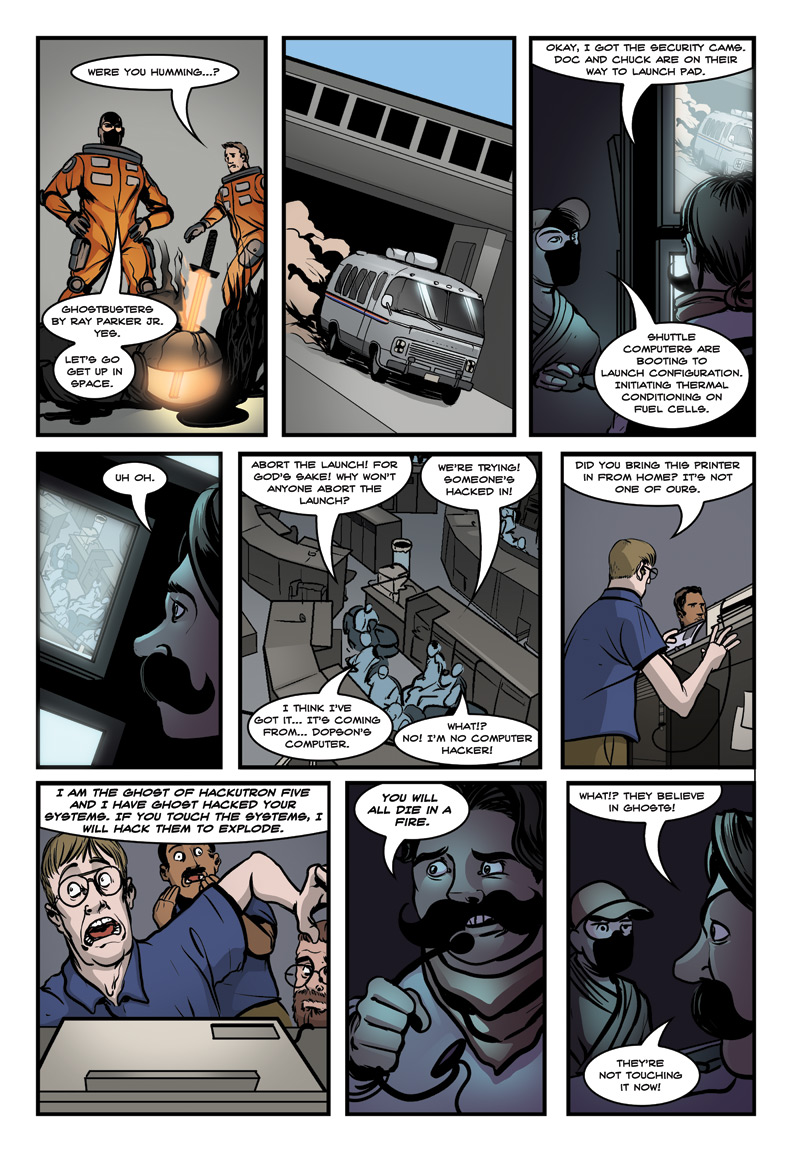 WERE YOU HUMMING...?
GHOSTBUSTERS
BY RAY PARKER JR.
YES.
LET'S GO
GET UP IN
SPACE.
OKAY, I GOT THE SECURITY CAMS.
DOC AND CHUCK ARE ON THEIR
WAY TO LAUNCH PAD.
SHUTTLE
COMPUTERS ARE
BOOTING TO
LAUNCH CONFIGURATION.
INITIATING THERMAL
CONDITIONING ON
FUEL CELLS.
UH OH.
ABORT THE LAUNCH! FOR
GOD'S SAKE! WHY WON'T
ANYONE ABORT THE
LAUNCH?
WE'RE TRYING!
SOMEONE'S
HACKED IN!
I THINK I'VE
GOT IT... IT'S COMING
FROM... DOPSON'S
COMPUTER.
WHAT!?
NO! I'M NO COMPUTER
HACKER!
DID YOU BRING THIS PRINTER
IN FROM HOME? IT'S NOT
ONE OF OURS.
I AM THE GHOST OF HACKUTRON FIVE
AND I HAVE GHOST HACKED YOUR
SYSTEMS. IF YOU TOUCH THE SYSTEMS, I
WILL HACK THEM TO EXPLODE.
YOU WILL
ALL DIE IN A
FIRE.
WHAT!? THEY BELIEVE
IN GHOSTS!
THEY'RE
NOT TOUCHING
IT NOW!